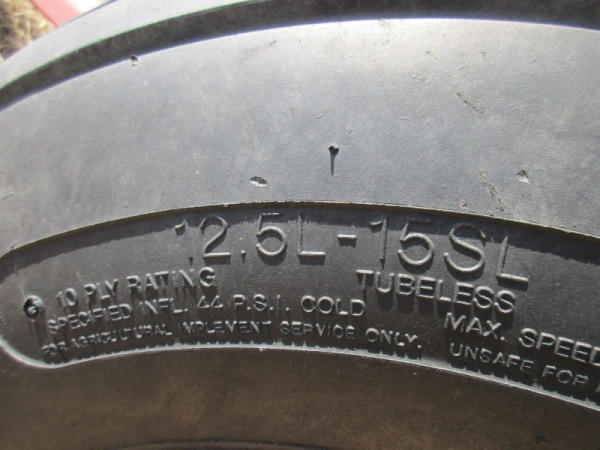 12.5L-15SL
10 PLY RATING TUBELESS
SPECIFIED INFL. 44 P.S.I. COLD MAX. SPEED
FOR AGRICULTURAL IMPLEMENT SERVICE ONLY. UNSAFE FOR